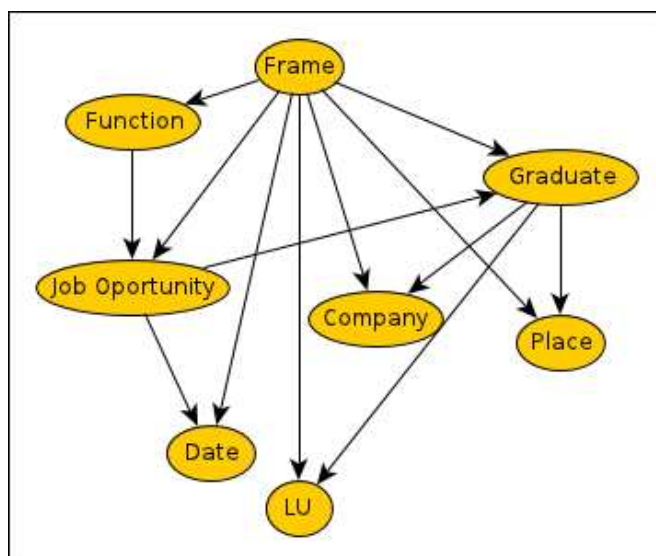 Frame
Function
Graduate
Job Oportunity
Company
Place
Date
LU